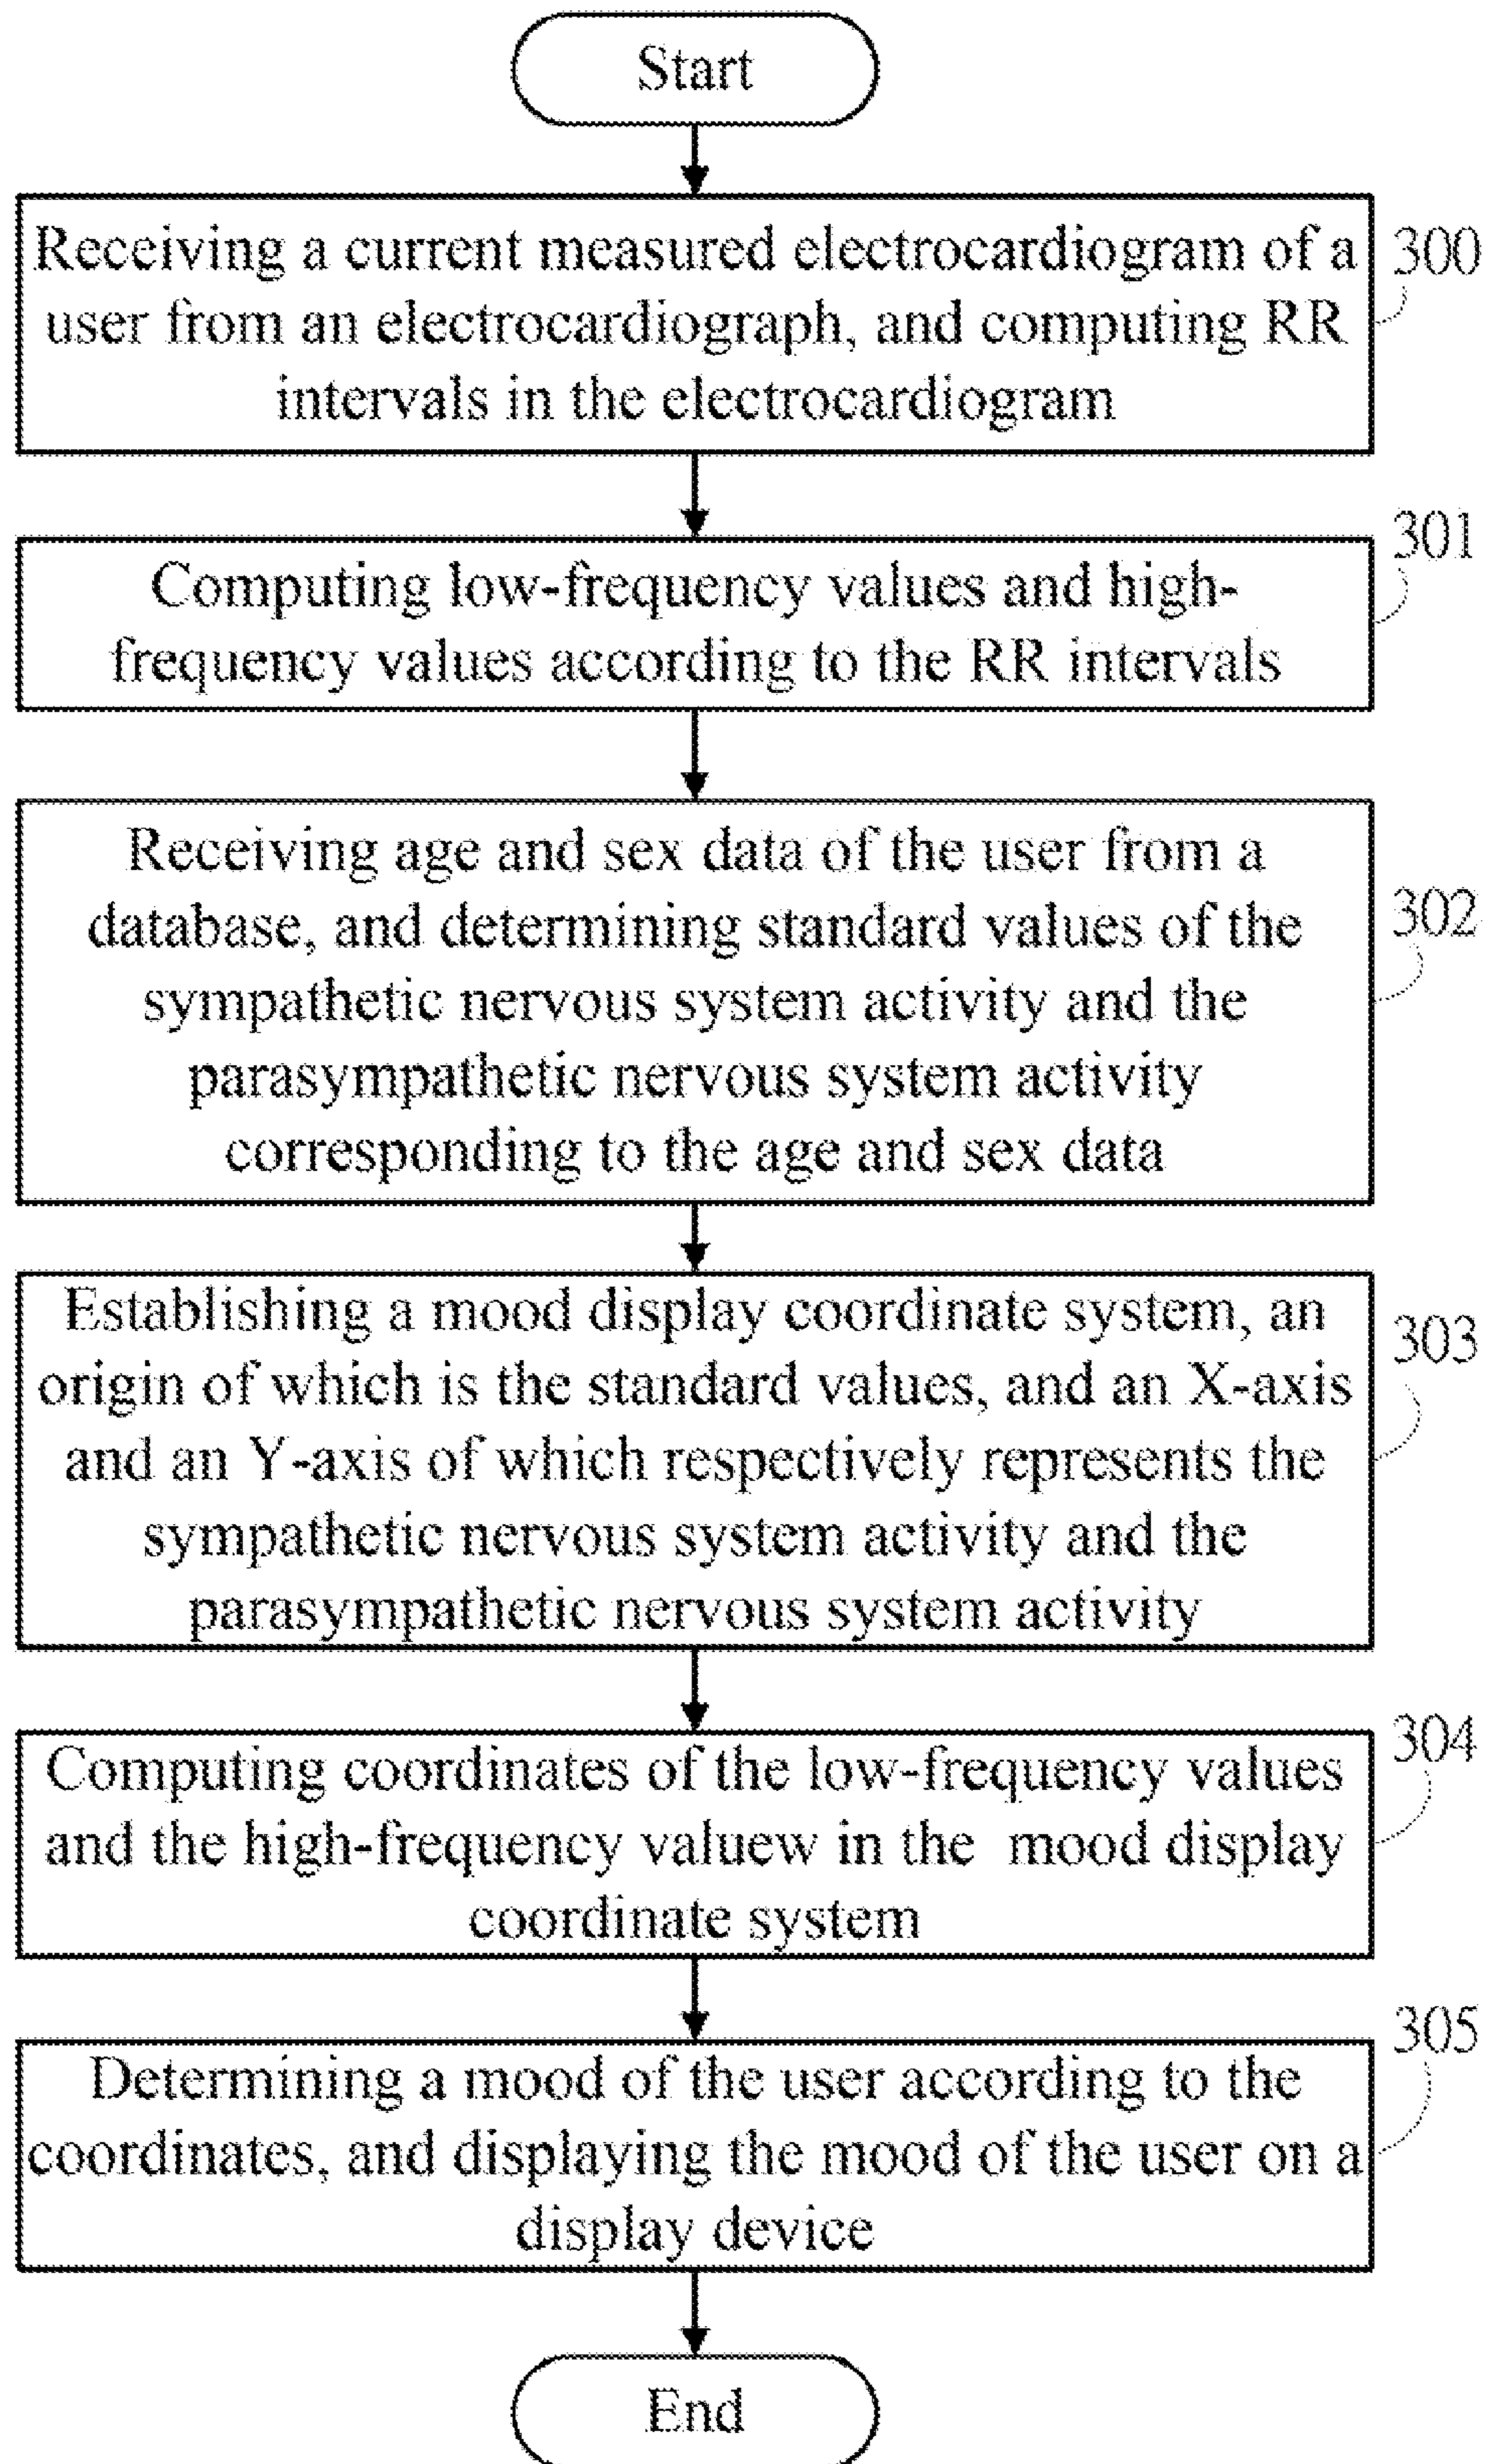 Start
Receiving a current measured electrocardiogram of a
user from an electrocardiograph, and computing RR
intervals in the electrocardiogram
300
Computing low-frequency values and high-
frequency values according to the RR intervals
301
Receiving age and sex data of the user from a
database, and determining standard values of the
sympathetic nervous system activity and the
parasympathetic nervous system activity
corresponding to the age and sex data
302
Establishing a mood display coordinate system, an
origin of which is the standard values, and an X-axis
and an Y-axis of which respectively represents the
sympathetic nervous system activity and the
parasympathetic nervous system activity
303
Computing coordinates of the low-frequency values
and the high-frequency valuew in the mood display
coordinate system
304
Determining a mood of the user according to the
coordinates, and displaying the mood of the user on a
display device
305
End